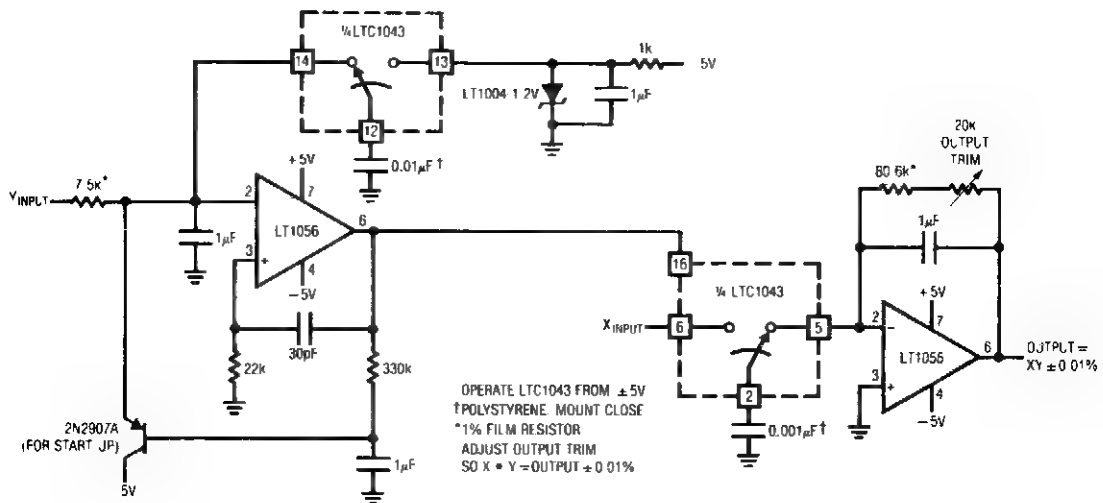 ¼ LTC1043
14
13
12
0.01µF †
1k
5V
LT1004 1.2V
1µF
YINPUT
7 5k*
1µF
+5V
2
7
LT1056
6
3
+
4
−5V
30pF
22k
330k
2N2907A
(FOR START JP)
5V
1µF
OPERATE LTC1043 FROM ±5V
†POLYSTYRENE, MOUNT CLOSE
*1% FILM RESISTOR
ADJUST OUTPUT TRIM
SO X • Y = OUTPUT ± 0 01%
16
¼ LTC1043
XINPUT
6
5
2
0.001µF †
20k
OUTPUT
TRIM
80 6k*
1µF
+5V
2
−
7
LT1056
6
3
+
4
−5V
OUTPUT =
XY ± 0.01%